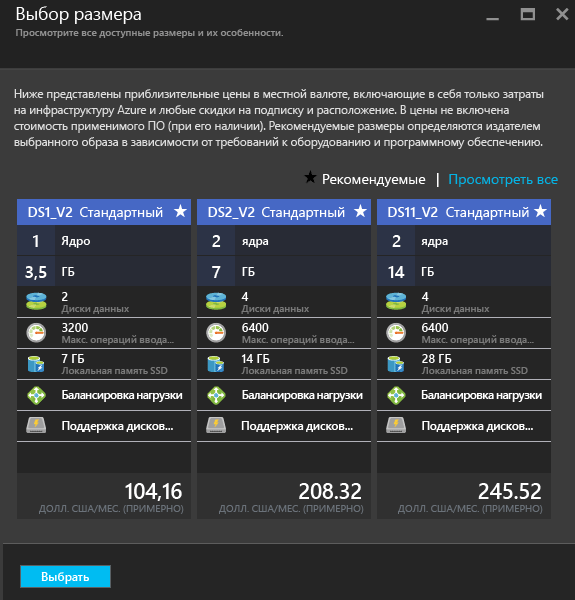 Выбор размера
Просмотрите все доступные размеры и их особенности.
Ниже представлены приблизительные цены в местной валюте, включающие в себя только затраты
на инфраструктуру Azure и любые скидки на подписку и расположение. В цены не включена
стоимость применимого ПО (при его наличии). Рекомендуемые размеры определяются издателем
выбранного образа в зависимости от требований к оборудованию и программному обеспечению.
★ Рекомендуемые | Просмотреть все
DS1_V2 Стандартный ★
1 Ядро
3,5 ГБ
2
Диски данных
3200
Макс. операций ввода...
7 ГБ
Локальная память SSD
Балансировка нагрузки
Поддержка дисков...
104,16
ДОЛЛ. США/МЕС. (ПРИМЕРНО)
DS2_V2 Стандартный ★
2 ядра
7 ГБ
4
Диски данных
6400
Макс. операций ввода...
14 ГБ
Локальная память SSD
Балансировка нагрузки
Поддержка дисков...
208.32
ДОЛЛ. США/МЕС. (ПРИМЕРНО)
DS11_V2 Стандартный ★
2 ядра
14 ГБ
4
Диски данных
6400
Макс. операций ввода...
28 ГБ
Локальная память SSD
Балансировка нагрузки
Поддержка дисков...
245.52
ДОЛЛ. США/МЕС. (ПРИМЕРНО)
Выбрать